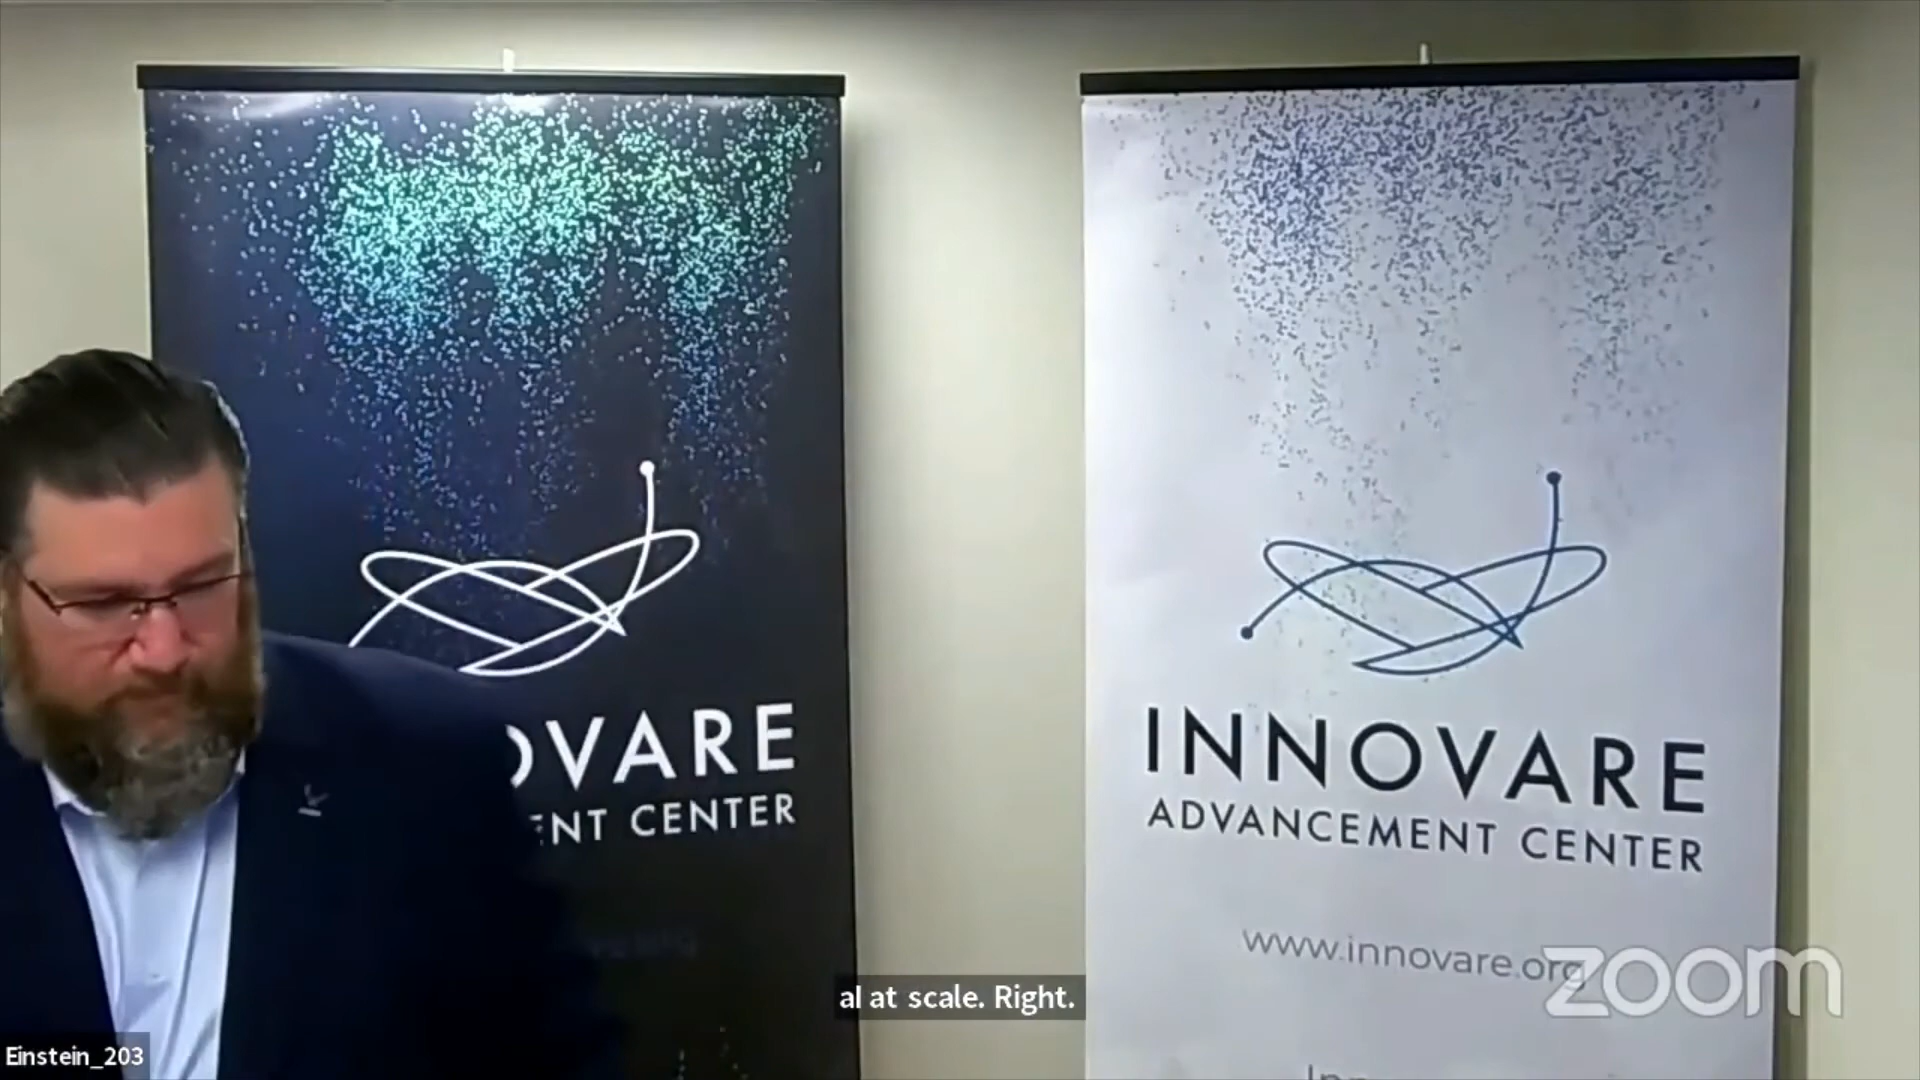 OVARE
ENT CENTER
INNOVARE
ADVANCEMENT CENTER
www.innovare.org
zoom
al at scale. Right.
Einstein_203